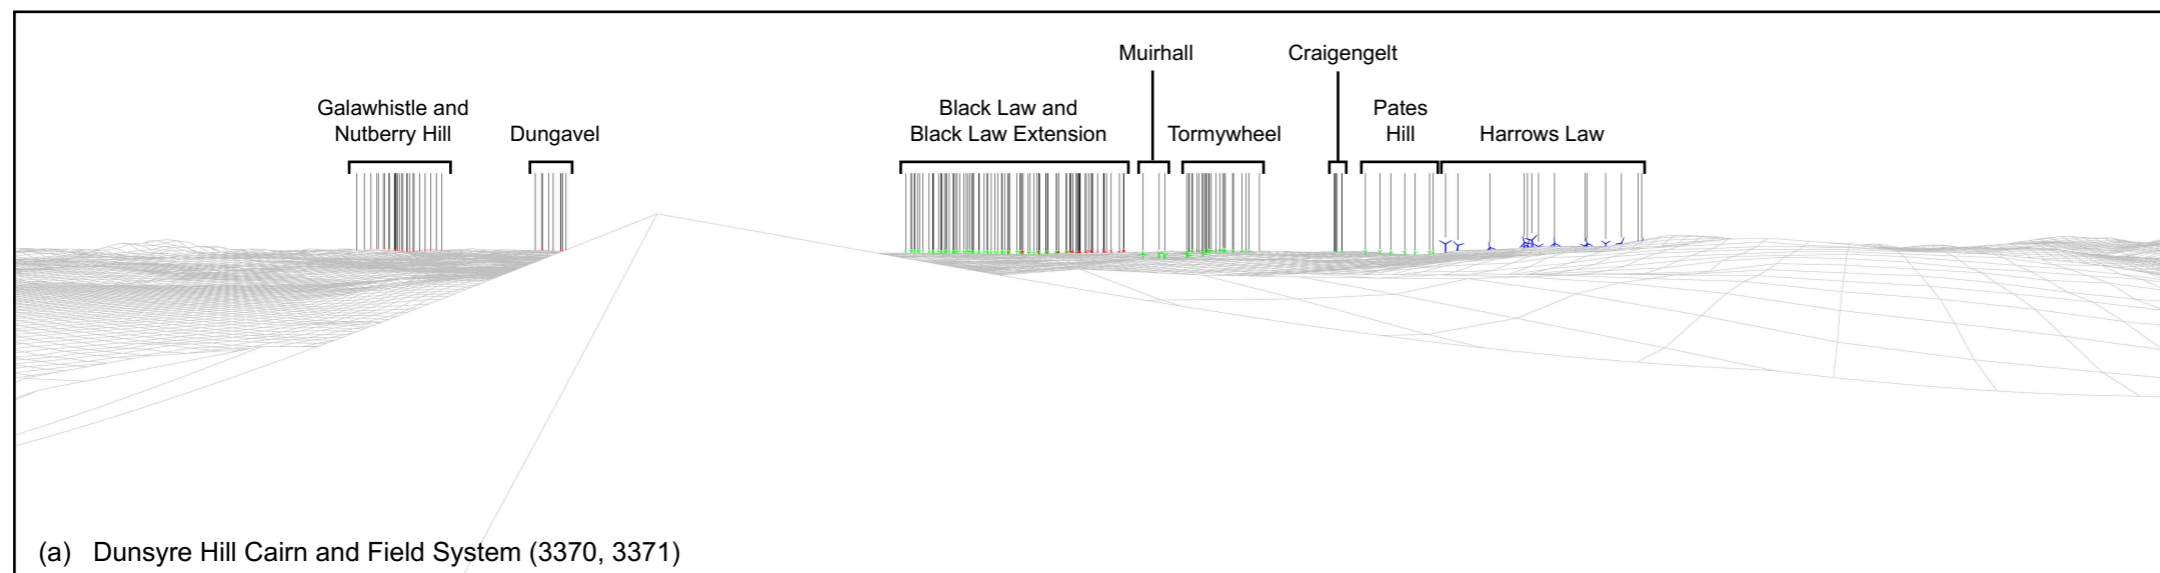 Muirhall
Craigengelt
Galawhistle and
Nutberry Hill
Dungavel
Black Law and
Black Law Extension
Tormywheel
Pates
Hill
Harrows Law
(a) Dunsyre Hill Cairn and Field System (3370, 3371)